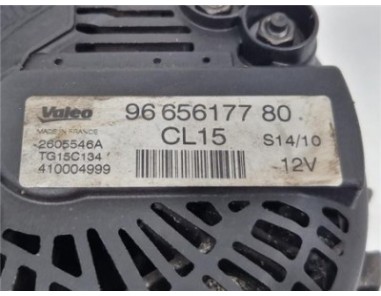 Valeo
MADE IN FRANCE
96 656177 80
2605546A
CL15
S14/10
TG15C134
410004999
12V